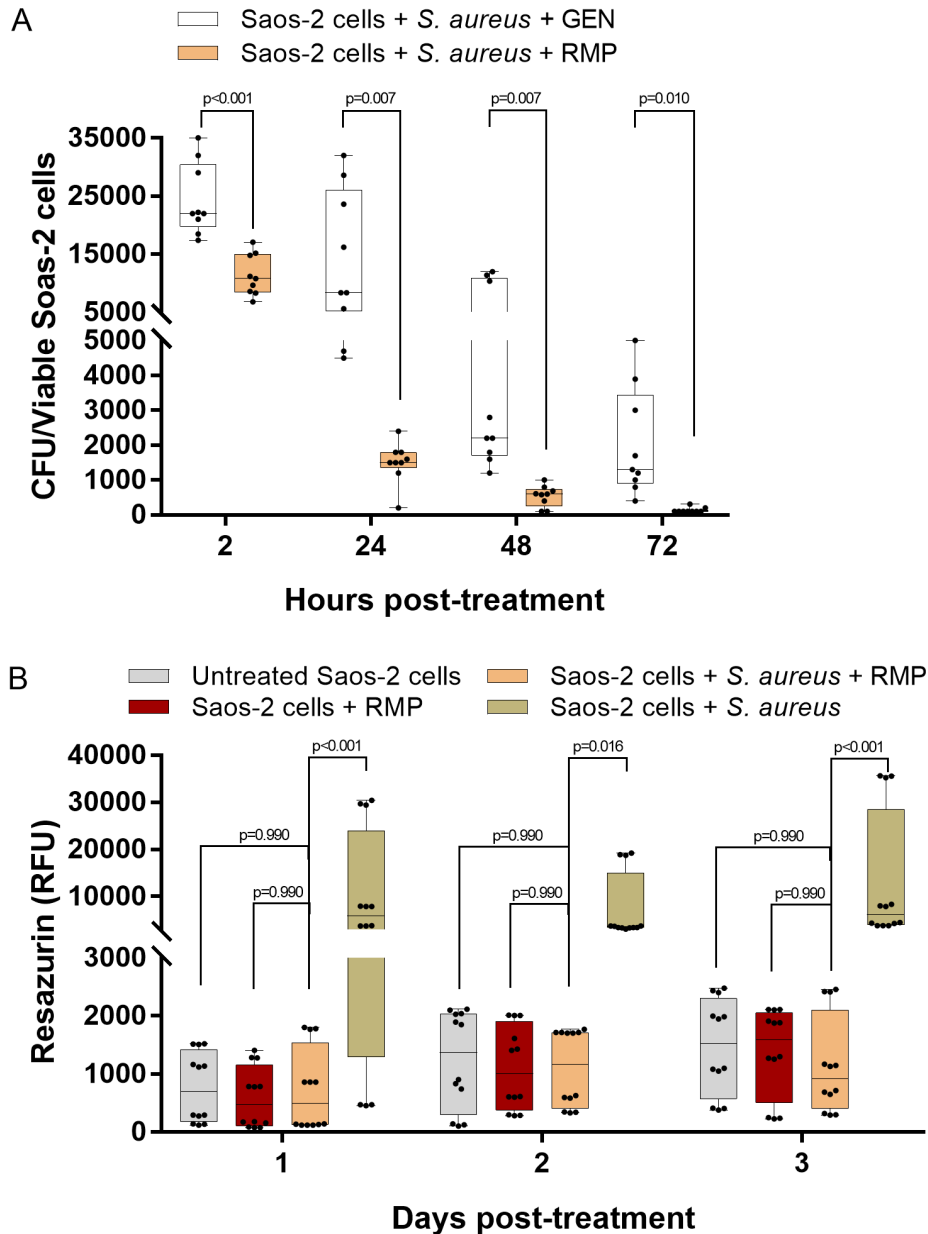 A
Saos-2 cells + S. aureus + GEN
Saos-2 cells + S. aureus + RMP
p<0.001
p=0.007
p=0.007
p=0.010
CFU/Viable Soas-2 cells
35000
25000
15000
5000
5000
4000
3000
2000
1000
0
2 24 48 72
Hours post-treatment
B
Untreated Saos-2 cells
Saos-2 cells + S. aureus + RMP
Saos-2 cells + RMP
Saos-2 cells + S. aureus
p<0.001
p=0.016
p<0.001
p=0.990
p=0.990
p=0.990
p=0.990
p=0.990
p=0.990
Resazurin (RFU)
40000
30000
20000
10000
3000
2000
1000
0
1 2 3
Days post-treatment